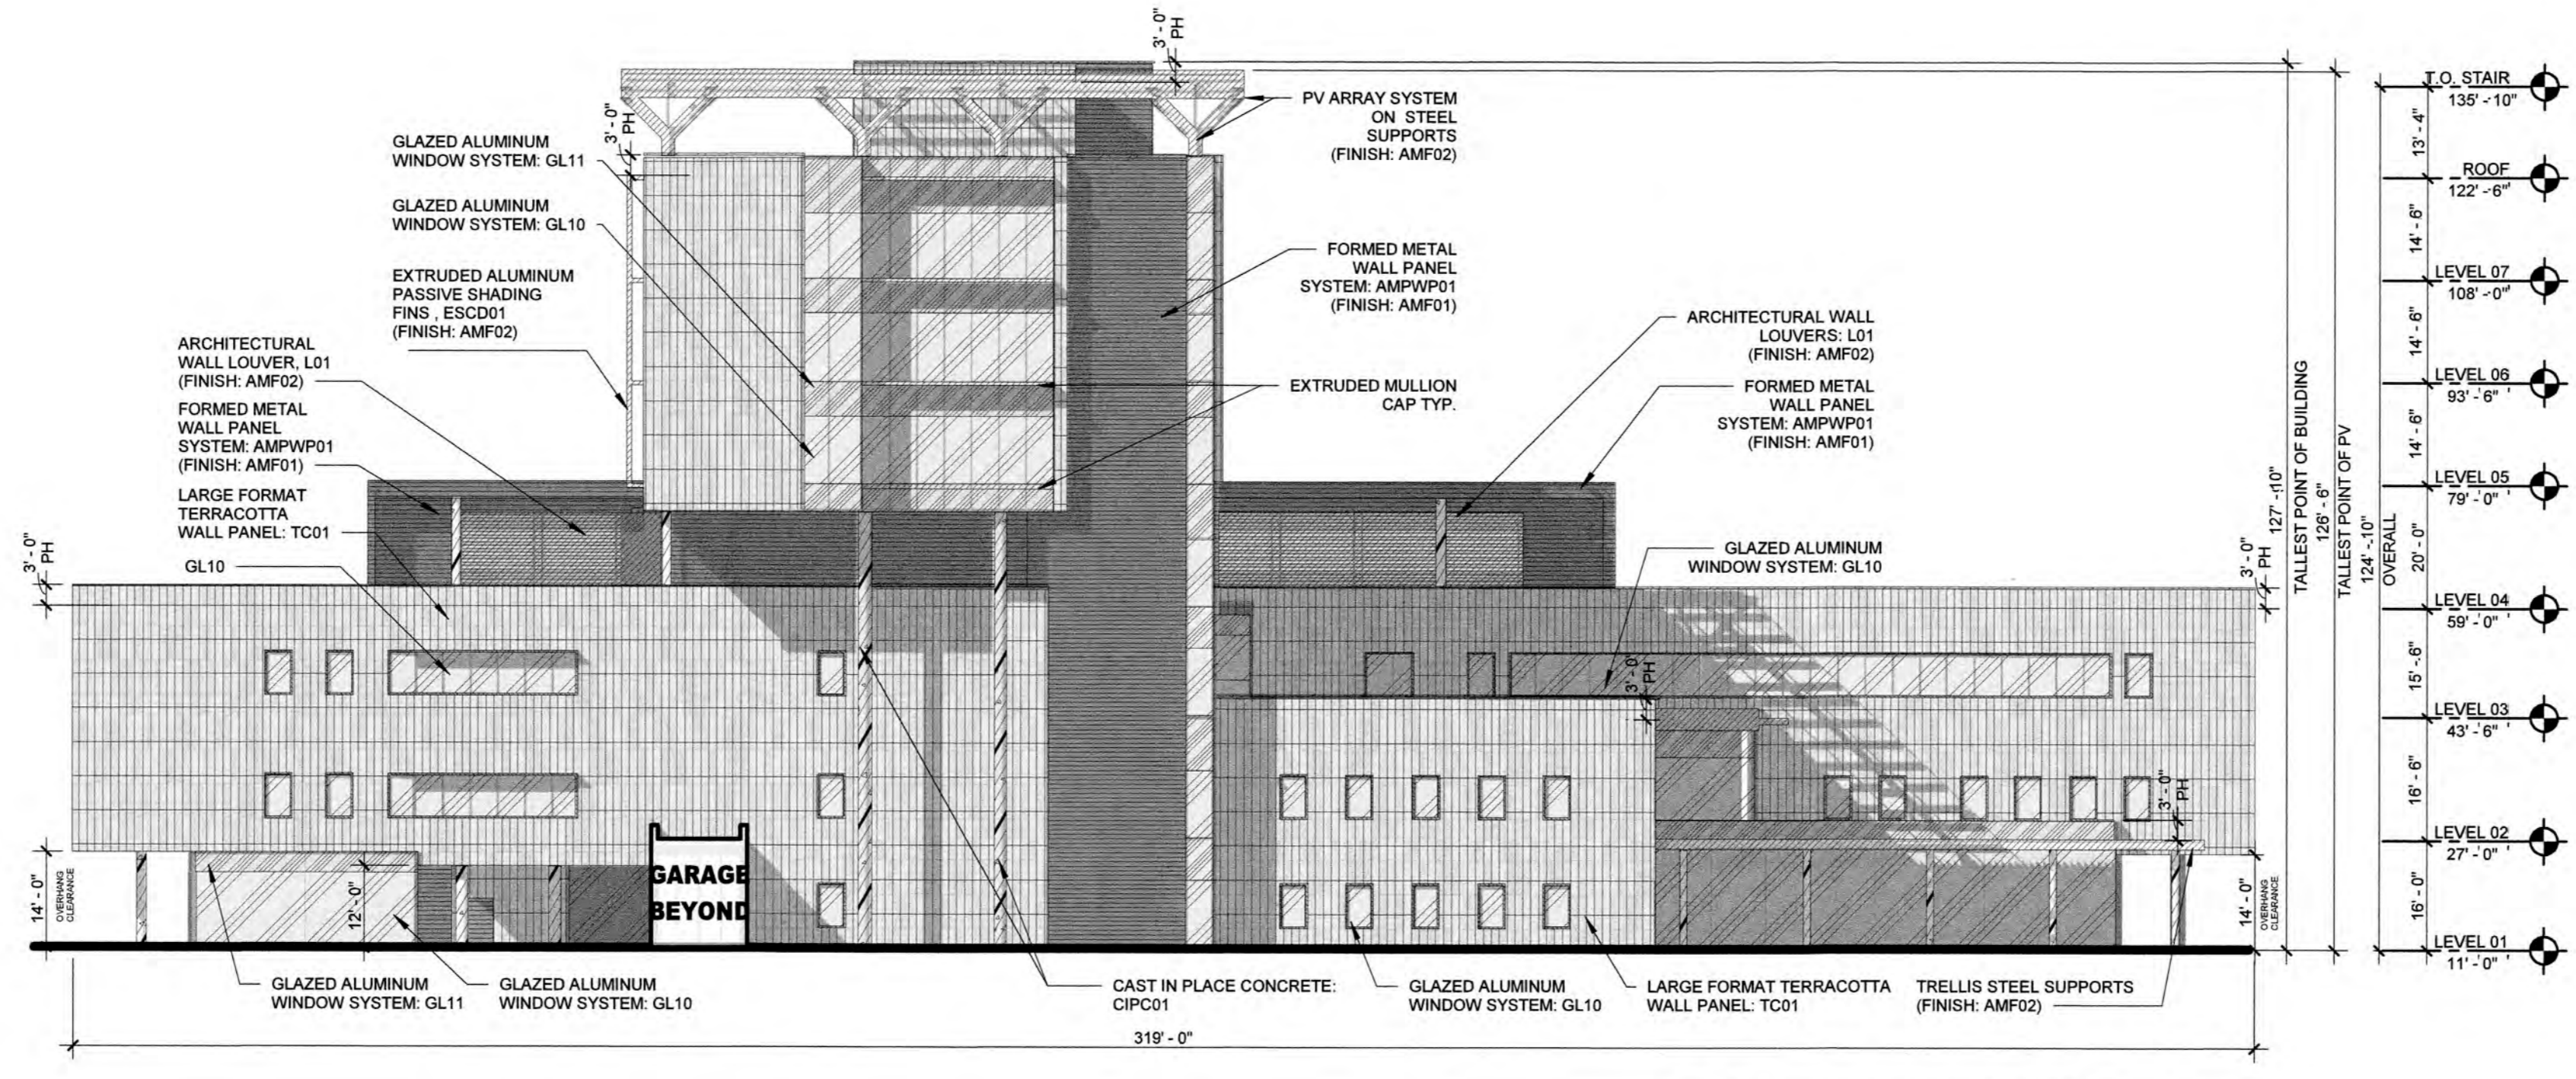 3' - 0"
PH
3' - 0"
PH
GLAZED ALUMINUM
WINDOW SYSTEM: GL11
GLAZED ALUMINUM
WINDOW SYSTEM: GL10
EXTRUDED ALUMINUM
PASSIVE SHADING
FINS , ESCD01
(FINISH: AMF02)
ARCHITECTURAL
WALL LOUVER, L01
(FINISH: AMF02)
FORMED METAL
WALL PANEL
SYSTEM: AMPWP01
(FINISH: AMF01)
LARGE FORMAT
TERRACOTTA
WALL PANEL: TC01
GL10
3' - 0"
PH
PV ARRAY SYSTEM
ON STEEL
SUPPORTS
(FINISH: AMF02)
FORMED METAL
WALL PANEL
SYSTEM: AMPWP01
(FINISH: AMF01)
EXTRUDED MULLION
CAP TYP.
ARCHITECTURAL WALL
LOUVERS: L01
(FINISH: AMF02)
FORMED METAL
WALL PANEL
SYSTEM: AMPWP01
(FINISH: AMF01)
GLAZED ALUMINUM
WINDOW SYSTEM: GL10
3' - 0"
PH
3' - 0"
PH
3' - 0"
PH
127' - 10"
TALLEST POINT OF BUILDING
126' - 6"
TALLEST POINT OF PV
124' - 10"
OVERALL
T.O. STAIR
135' - 10"
13' - 4"
ROOF
122' - 6"
14' - 6"
LEVEL 07
108' - 0"
14' - 6"
LEVEL 06
93' - 6"
14' - 6"
LEVEL 05
79' - 0"
20' - 0"
LEVEL 04
59' - 0"
15' - 6"
LEVEL 03
43' - 6"
16' - 6"
LEVEL 02
27' - 0"
16' - 0"
LEVEL 01
11' - 0"
14' - 0"
OVERHANG
CLEARANCE
12' - 0"
GARAGE
BEYOND
14' - 0"
OVERHANG
CLEARANCE
GLAZED ALUMINUM
WINDOW SYSTEM: GL11
GLAZED ALUMINUM
WINDOW SYSTEM: GL10
CAST IN PLACE CONCRETE:
CIPC01
GLAZED ALUMINUM
WINDOW SYSTEM: GL10
LARGE FORMAT TERRACOTTA
WALL PANEL: TC01
TRELLIS STEEL SUPPORTS
(FINISH: AMF02)
319' - 0"